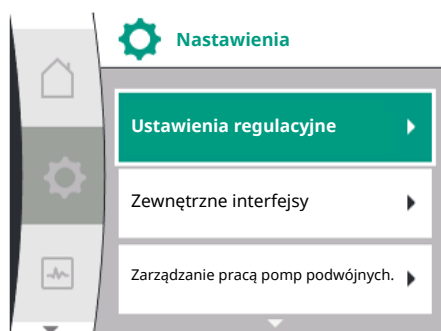 Nastawienia
Ustawienia regulacyjne
Zewnętrzne interfejsy
Zarządzanie pracą pomp podwójnych.